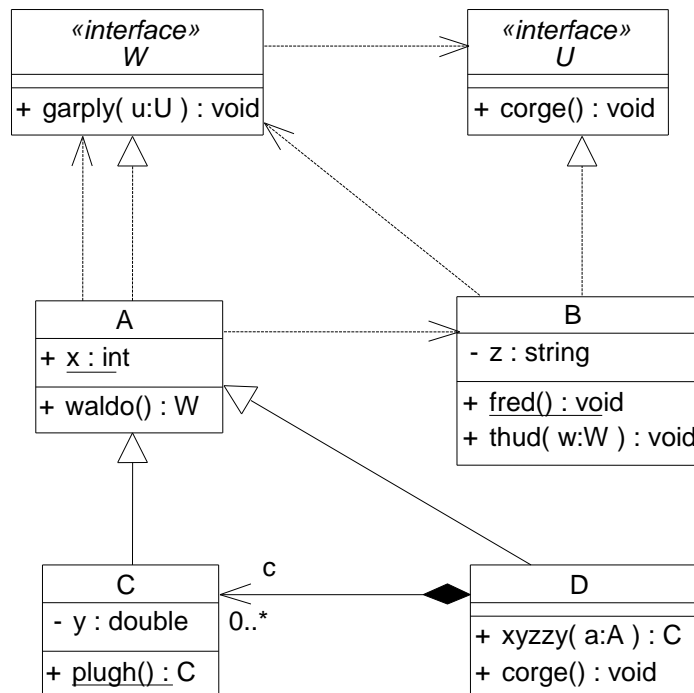 «interface»
W
+ garply( u:U ) : void
«interface»
U
+ corge() : void
A
+ x : int
+ waldo() : W
B
- z : string
+ fred() : void
+ thud( w:W ) : void
C
- y : double
+ plugh() : C
c
0..*
D
+ xyzzy( a:A ) : C
+ corge() : void